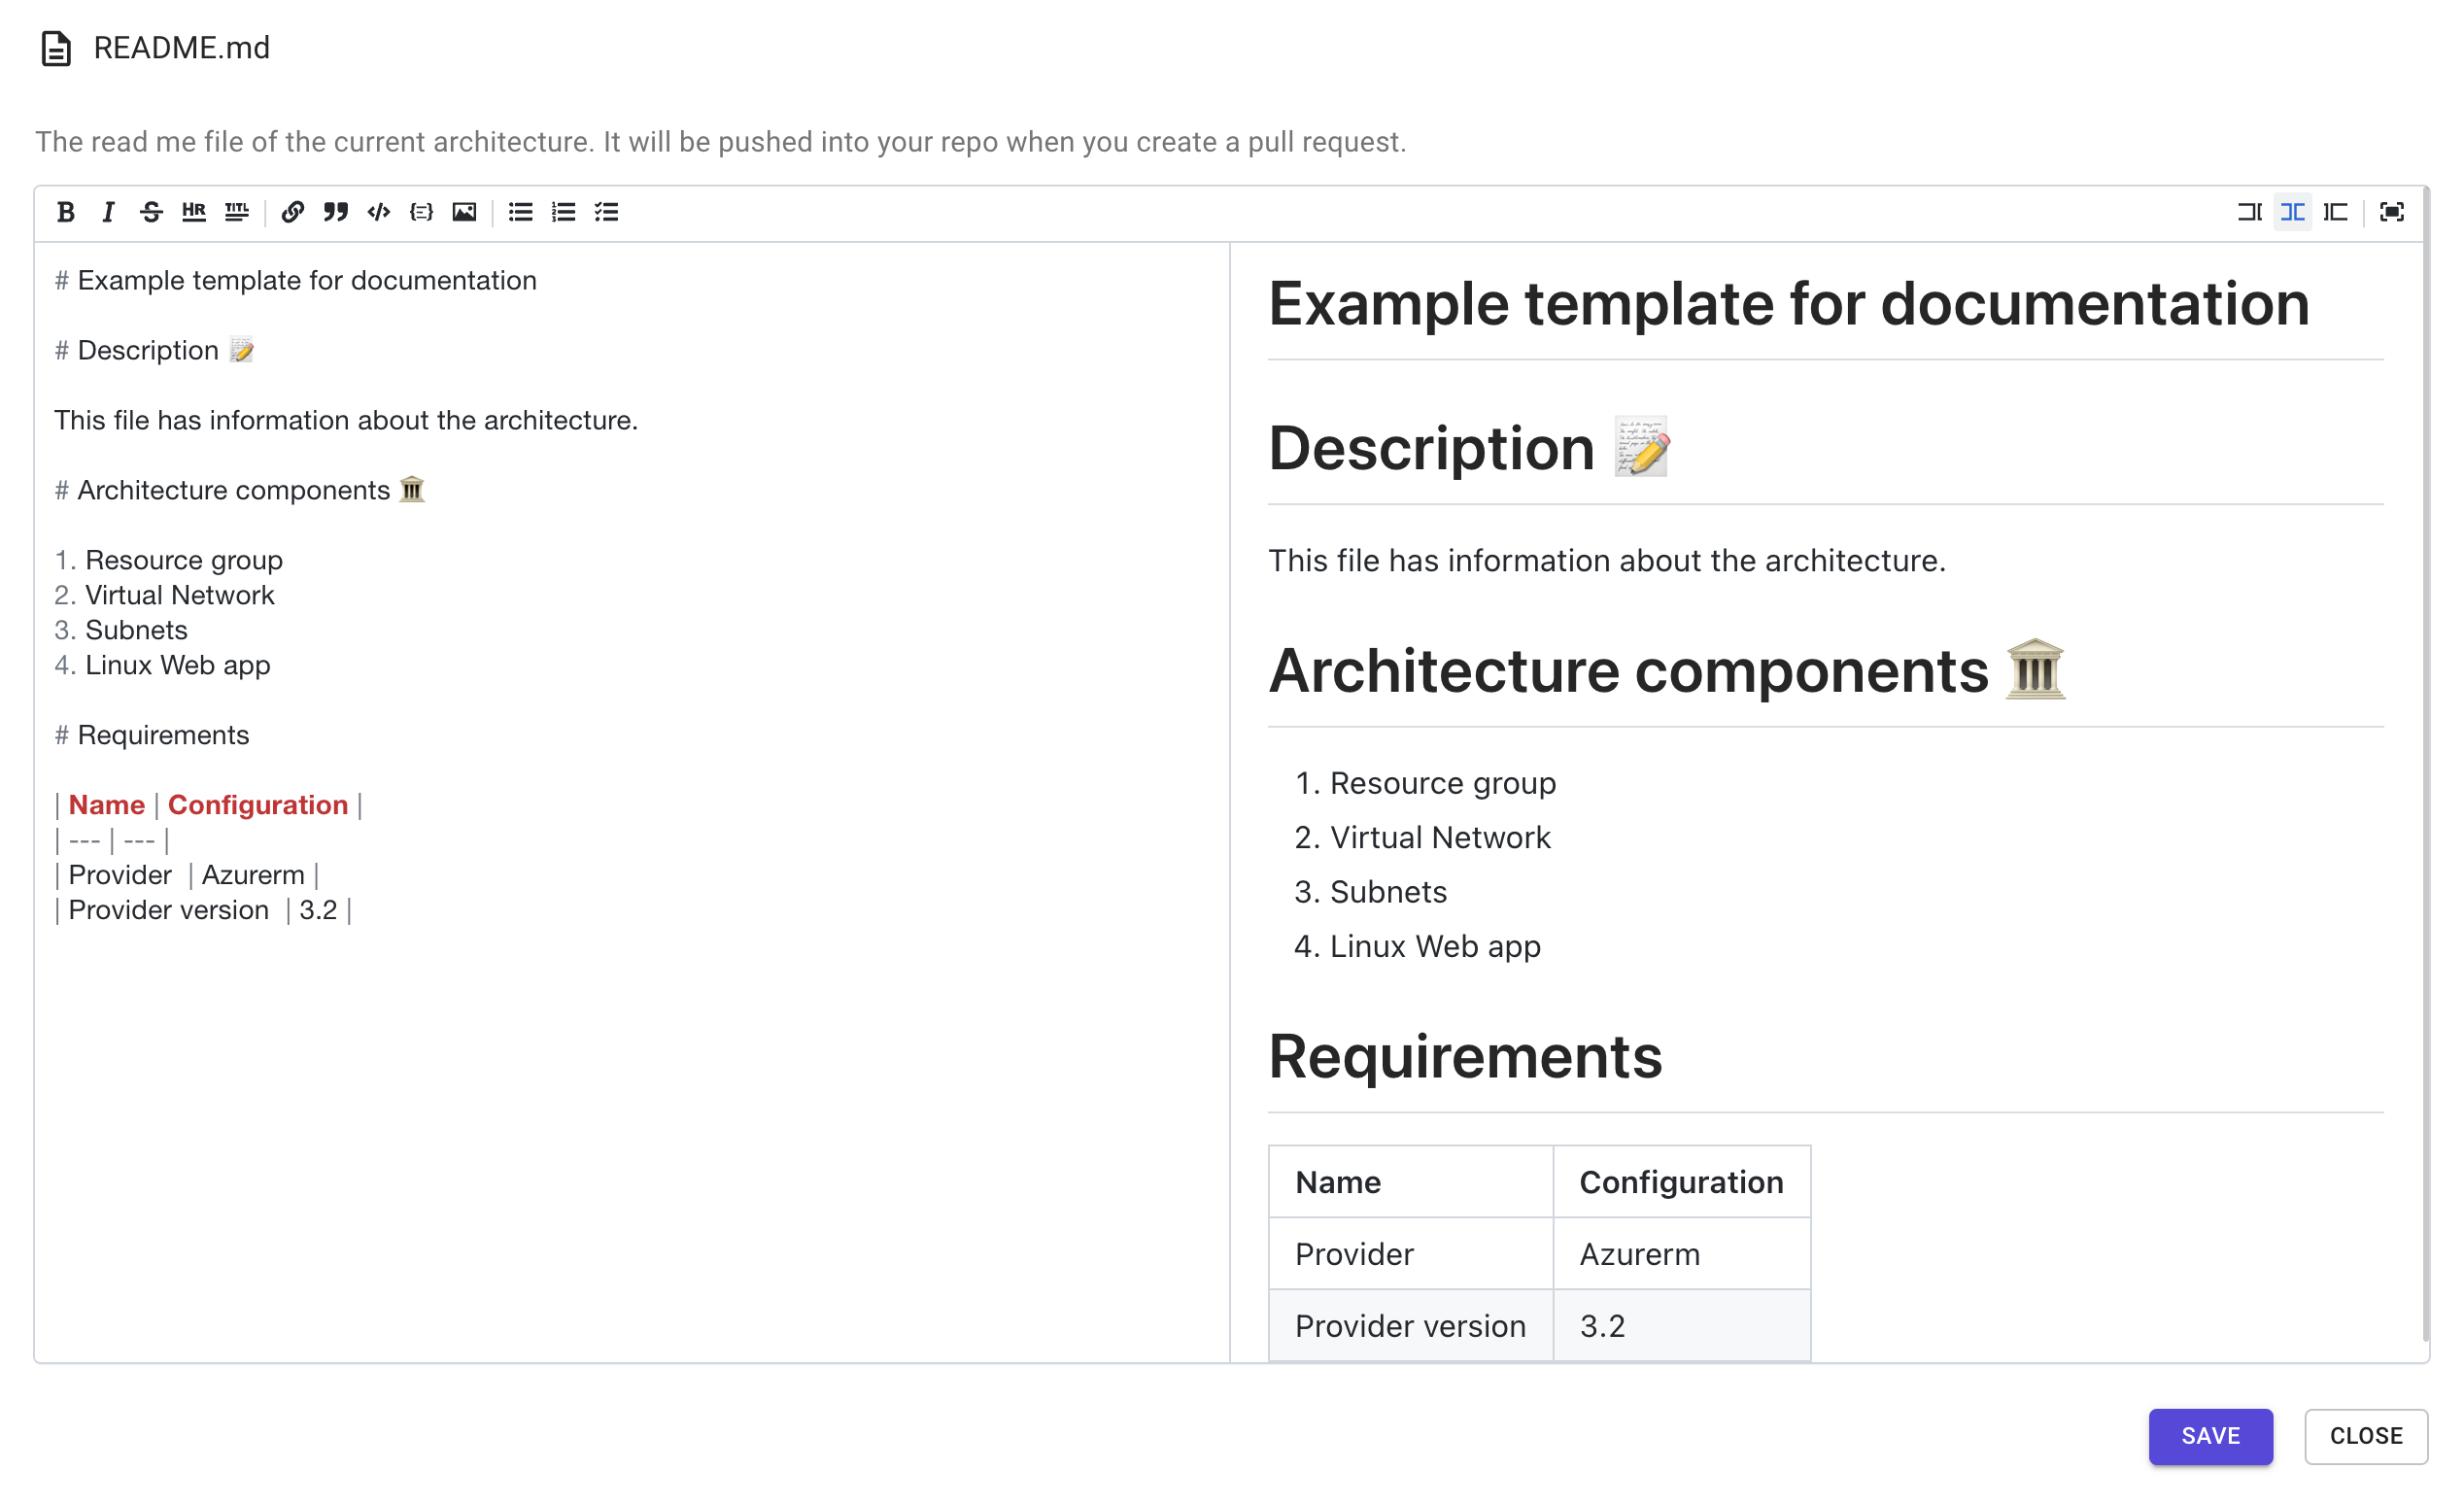 README.md
The read me file of the current architecture. It will be pushed into your repo when you create a pull request.
B I S HR TITL
# Example template for documentation
# Description 📝
This file has information about the architecture.
# Architecture components 🏛️
1. Resource group
2. Virtual Network
3. Subnets
4. Linux Web app
# Requirements
| Name | Configuration |
| --- | --- |
| Provider | Azurerm |
| Provider version | 3.2 |
Example template for documentation
Description 📝
This file has information about the architecture.
Architecture components 🏛️
1. Resource group
2. Virtual Network
3. Subnets
4. Linux Web app
Requirements
Name Configuration
Provider Azurerm
Provider version 3.2
SAVE CLOSE